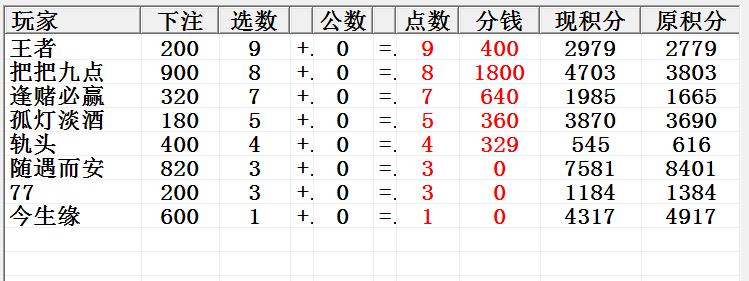 玩家 下注 选数 公数 点数 分钱 现积分 原积分
王者 200 9 +. 0 =. 9 400 2979 2779
把把九点 900 8 +. 0 =. 8 1800 4703 3803
逢赌必赢 320 7 +. 0 =. 7 640 1985 1665
孤灯淡酒 180 5 +. 0 =. 5 360 3870 3690
轨头 400 4 +. 0 =. 4 329 545 616
随遇而安 820 3 +. 0 =. 3 0 7581 8401
77 200 3 +. 0 =. 3 0 1184 1384
今生缘 600 1 +. 0 =. 1 0 4317 4917